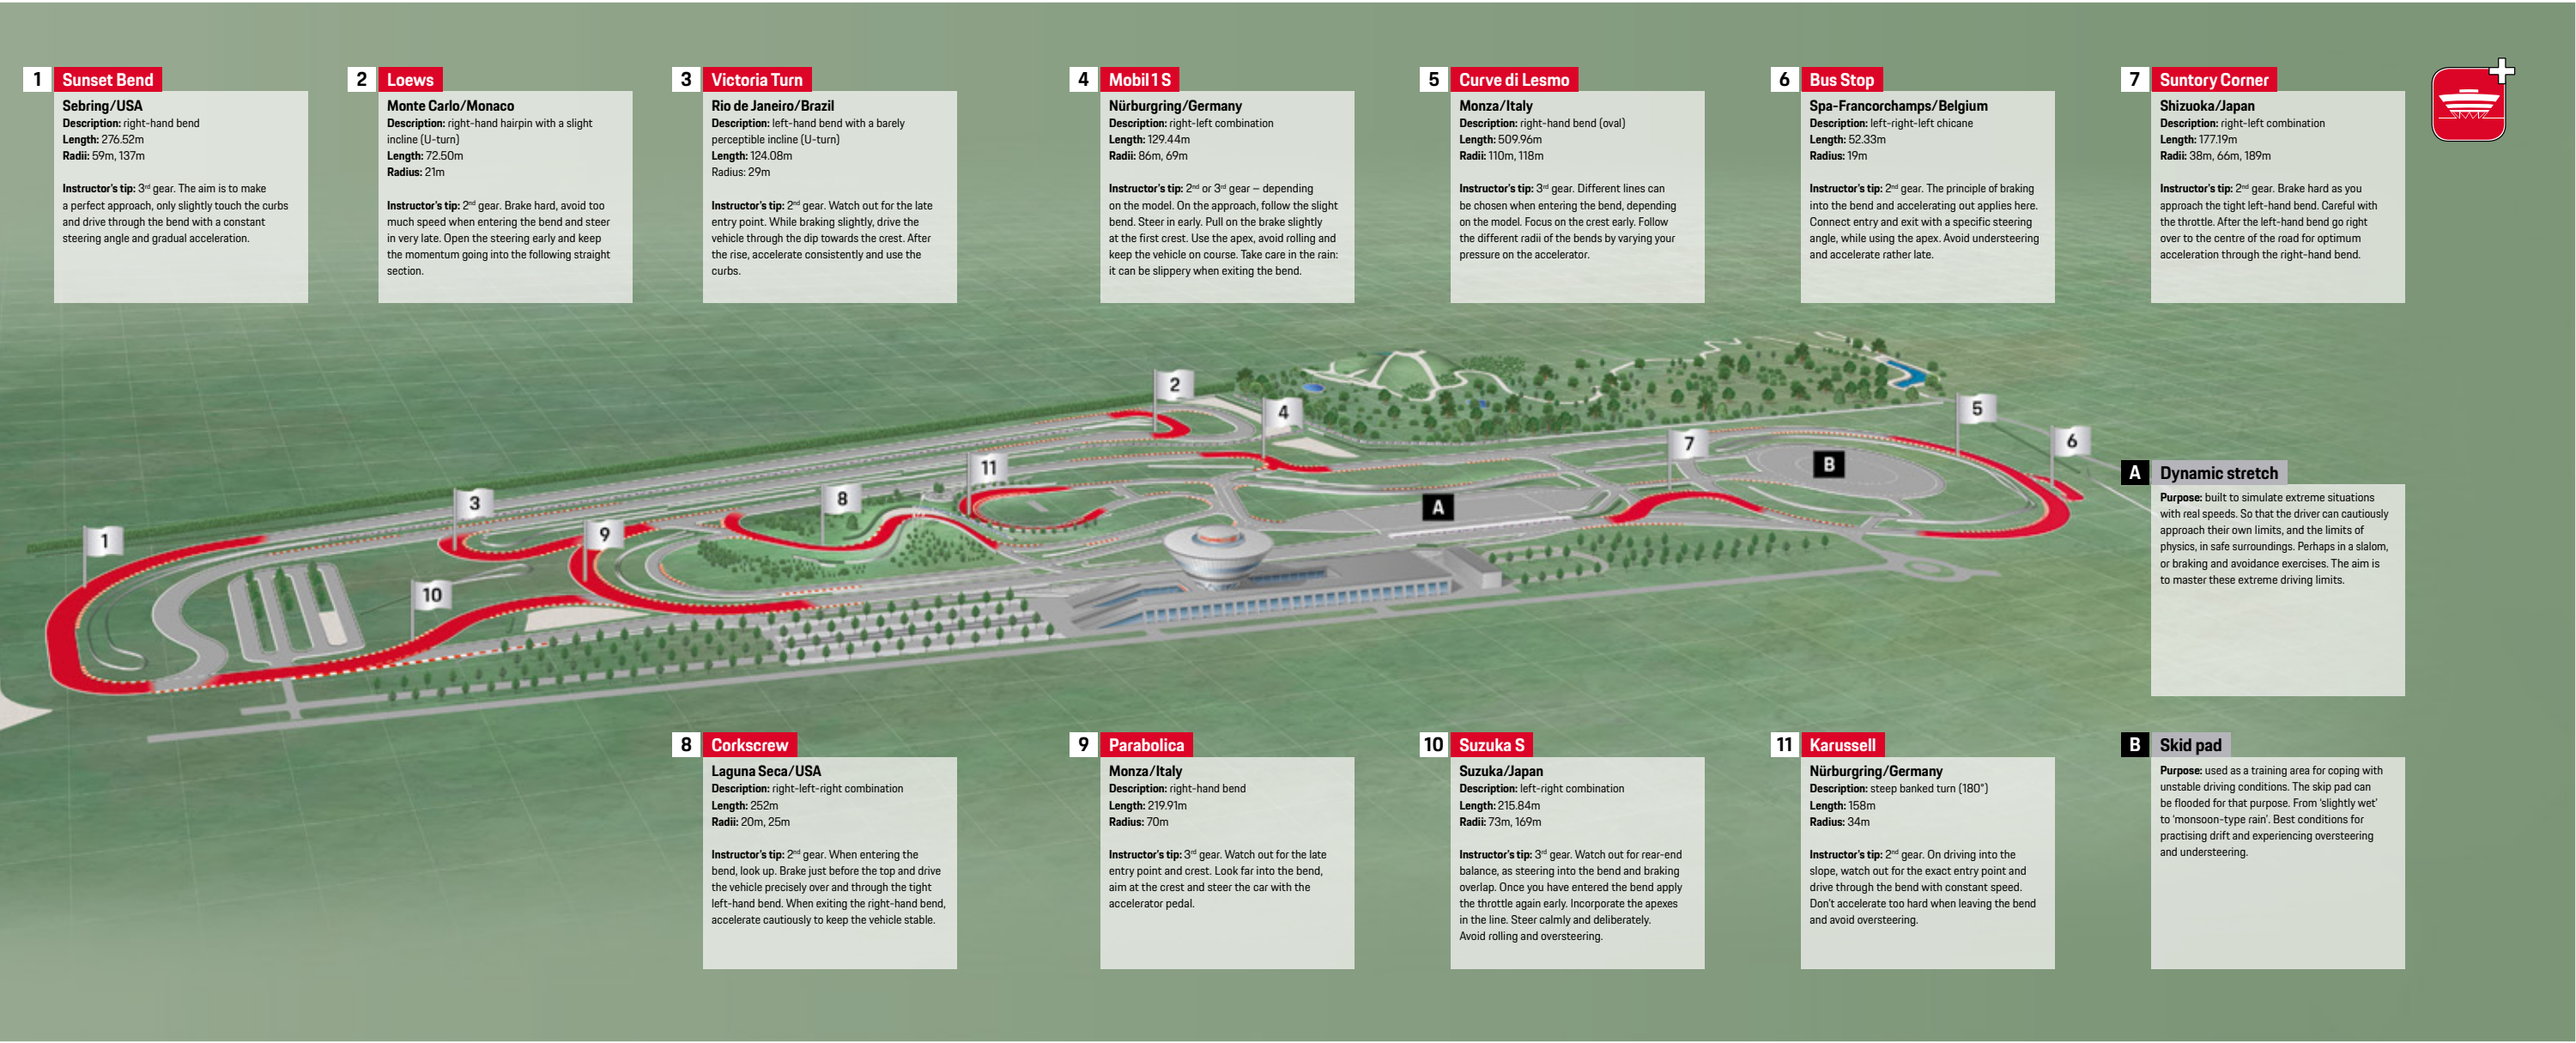 1 Sunset Bend
Sebring/USA
Description: right-hand bend
Length: 276.52m
Radii: 59m, 137m
Instructor's tip: 3rd gear. The aim is to make
a perfect approach, only slightly touch the curbs
and drive through the bend with a constant
steering angle and gradual acceleration.
2 Loews
Monte Carlo/Monaco
Description: right-hand hairpin with a slight
incline (U-turn)
Length: 72.50m
Radius: 21m
Instructor's tip: 2nd gear. Brake hard, avoid too
much speed when entering the bend and steer
in very late. Open the steering early and keep
the momentum going into the following straight
section.
3 Victoria Turn
Rio de Janeiro/Brazil
Description: left-hand bend with a barely
perceptible incline (U-turn)
Length: 124.08m
Radius: 29m
Instructor's tip: 2nd gear. Watch out for the late
entry point. While braking slightly, drive the
vehicle through the dip towards the crest. After
the rise, accelerate consistently and use the
curbs.
4 Mobil 1 S
Nürburgring/Germany
Description: right-left combination
Length: 129.44m
Radii: 86m, 69m
Instructor's tip: 2nd or 3rd gear – depending
on the model. On the approach, follow the slight
bend. Steer in early. Pull on the brake slightly
at the first crest. Use the apex, avoid rolling and
keep the vehicle on course. Take care in the rain:
it can be slippery when exiting the bend.
5 Curve di Lesmo
Monza/Italy
Description: right-hand bend (oval)
Length: 509.96m
Radii: 110m, 118m
Instructor's tip: 3rd gear. Different lines can
be chosen when entering the bend, depending
on the model. Focus on the crest early. Follow
the different radii of the bends by varying your
pressure on the accelerator.
6 Bus Stop
Spa-Francorchamps/Belgium
Description: left-right-left chicane
Length: 52.33m
Radius: 19m
Instructor's tip: 2nd gear. The principle of braking
into the bend and accelerating out applies here.
Connect entry and exit with a specific steering
angle, while using the apex. Avoid understeering
and accelerate rather late.
7 Suntory Corner
Shizuoka/Japan
Description: right-left combination
Length: 177.19m
Radii: 38m, 66m, 189m
Instructor's tip: 2nd gear. Brake hard as you
approach the tight left-hand bend. Careful with
the throttle. After the left-hand bend go right
over to the centre of the road for optimum
acceleration through the right-hand bend.
2
4
5
6
7
11
B
3
8
A
1
9
10
A Dynamic stretch
Purpose: built to simulate extreme situations
with real speeds. So that the driver can cautiously
approach their own limits, and the limits of
physics, in safe surroundings. Perhaps in a slalom,
or braking and avoidance exercises. The aim is
to master these extreme driving limits.
8 Corkscrew
Laguna Seca/USA
Description: right-left-right combination
Length: 252m
Radii: 20m, 25m
Instructor's tip: 2nd gear. When entering the
bend, look up. Brake just before the top and drive
the vehicle precisely over and through the tight
left-hand bend. When exiting the right-hand bend,
accelerate cautiously to keep the vehicle stable.
9 Parabolica
Monza/Italy
Description: right-hand bend
Length: 219.91m
Radius: 70m
Instructor's tip: 3rd gear. Watch out for the late
entry point and crest. Look far into the bend,
aim at the crest and steer the car with the
accelerator pedal.
10 Suzuka S
Suzuka/Japan
Description: left-right combination
Length: 215.84m
Radii: 73m, 169m
Instructor's tip: 3rd gear. Watch out for rear-end
balance, as steering into the bend and braking
overlap. Once you have entered the bend apply
the throttle again early. Incorporate the apexes
in the line. Steer calmly and deliberately.
Avoid rolling and oversteering.
11 Karussell
Nürburgring/Germany
Description: steep banked turn (180°)
Length: 158m
Radius: 34m
Instructor's tip: 2nd gear. On driving into the
slope, watch out for the exact entry point and
drive through the bend with constant speed.
Don't accelerate too hard when leaving the bend
and avoid oversteering.
B Skid pad
Purpose: used as a training area for coping with
unstable driving conditions. The skip pad can
be flooded for that purpose. From 'slightly wet'
to 'monsoon-type rain'. Best conditions for
practising drift and experiencing oversteering
and understeering.